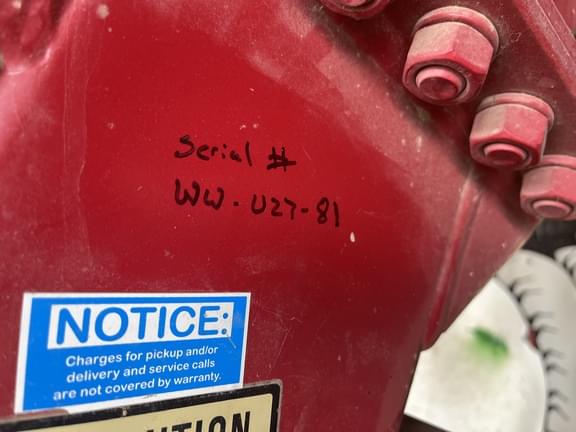 Serial #
WW-U27-81
NOTICE:
Charges for pickup and/or
delivery and service calls
are not covered by warranty.